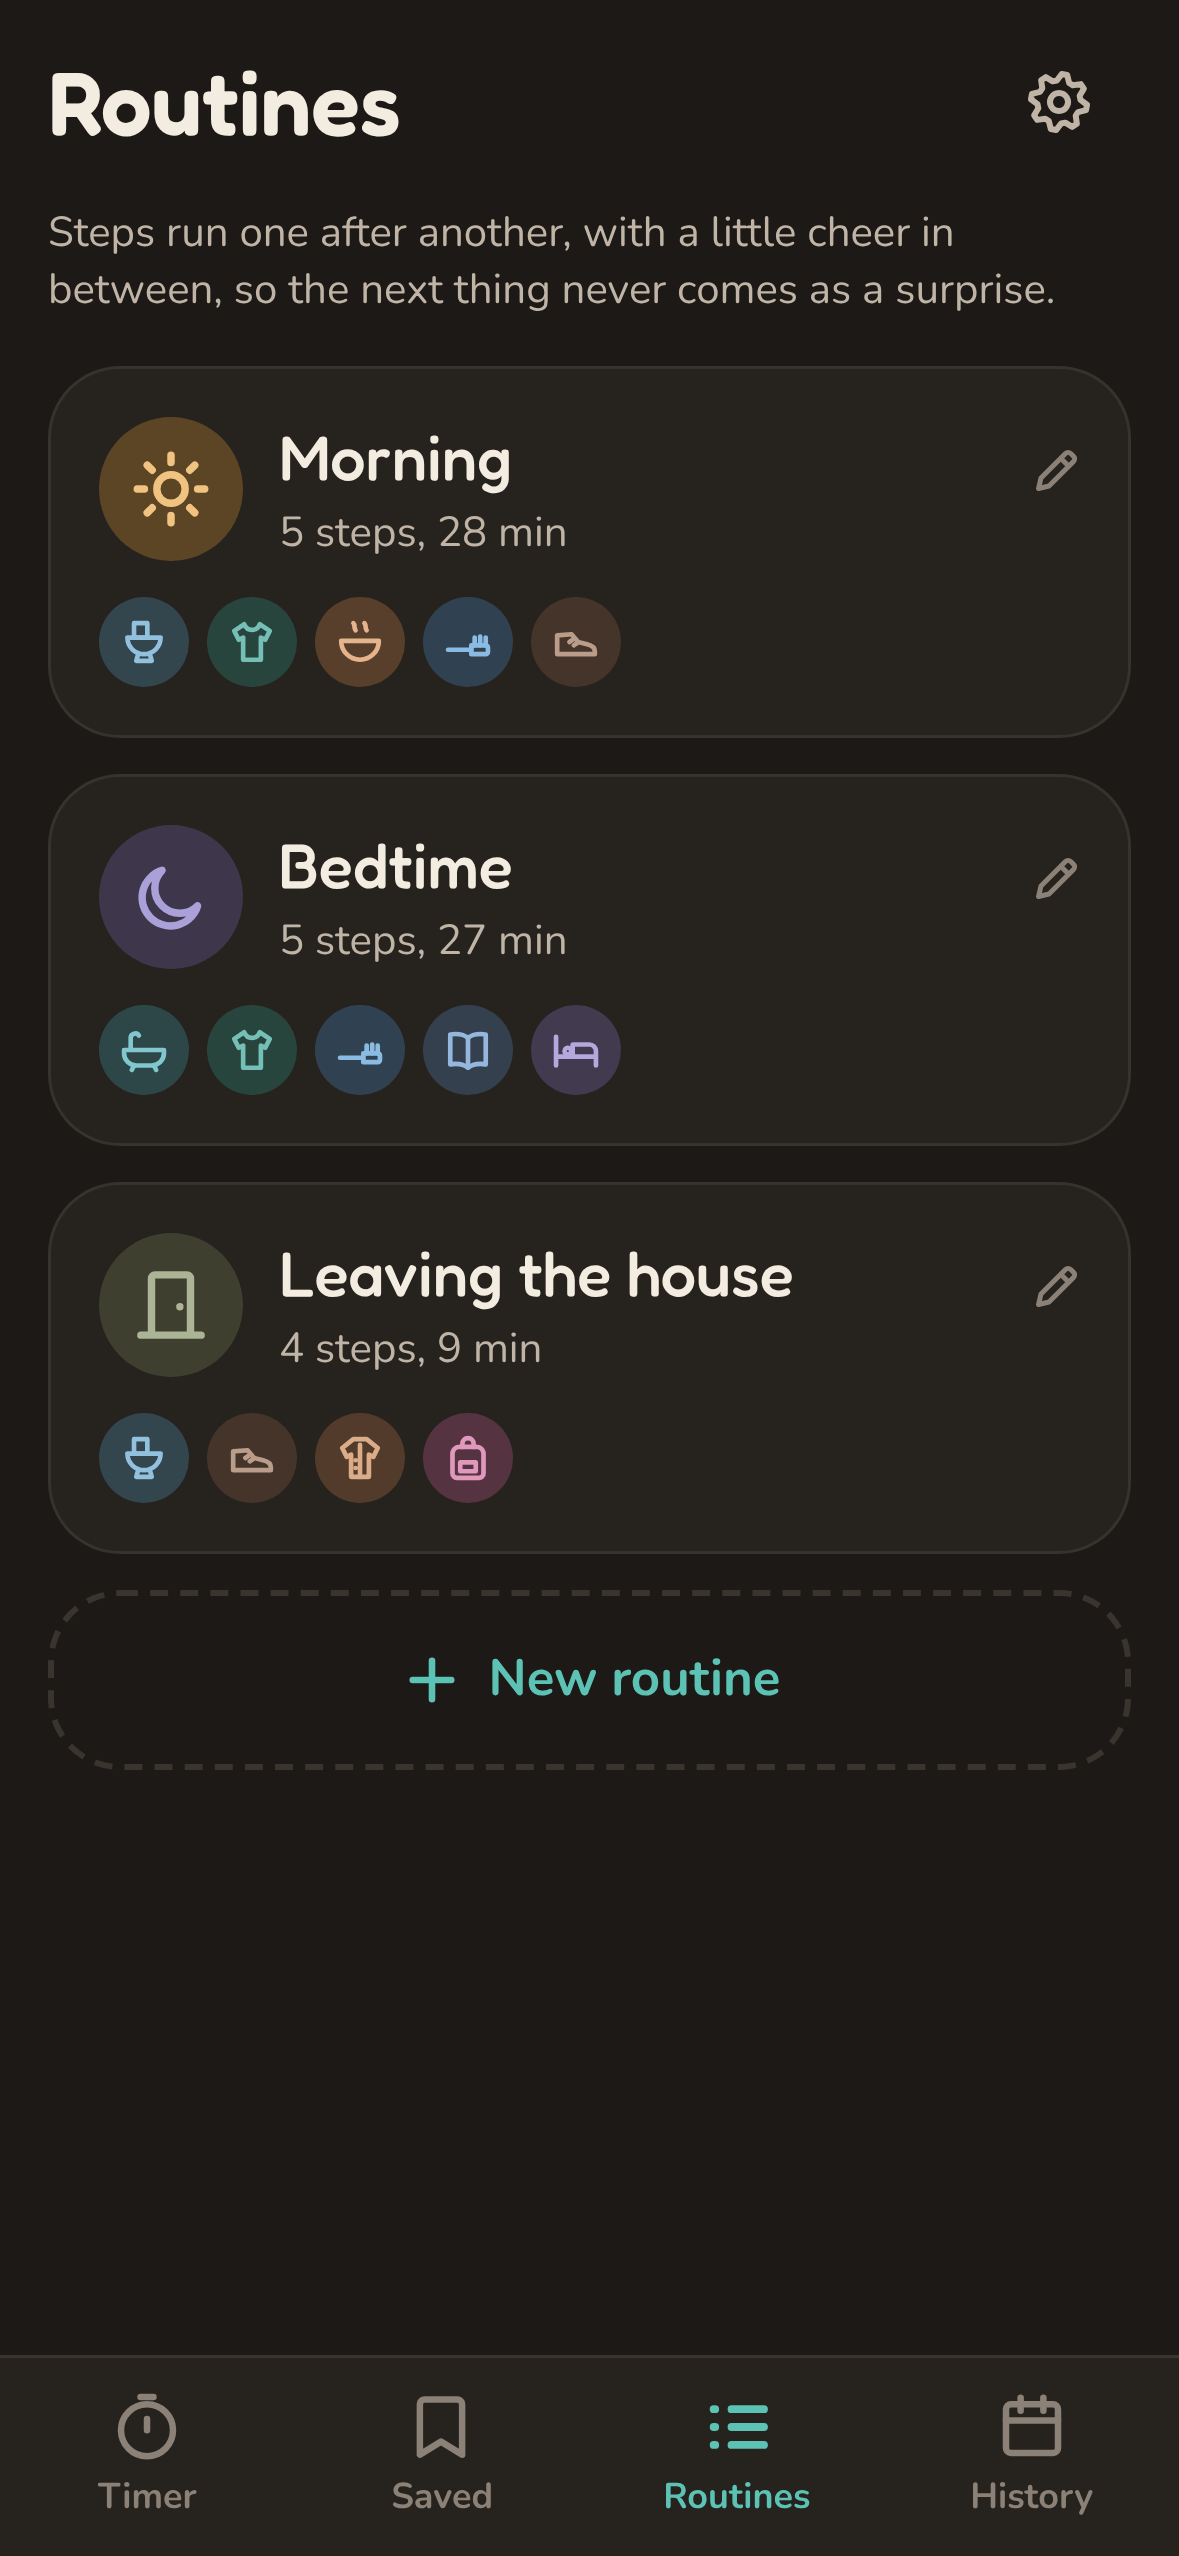 Routines
Steps run one after another, with a little cheer in
between, so the next thing never comes as a surprise.
Morning
5 steps, 28 min
Bedtime
5 steps, 27 min
Leaving the house
4 steps, 9 min
New routine
Timer
Saved
Routines
History